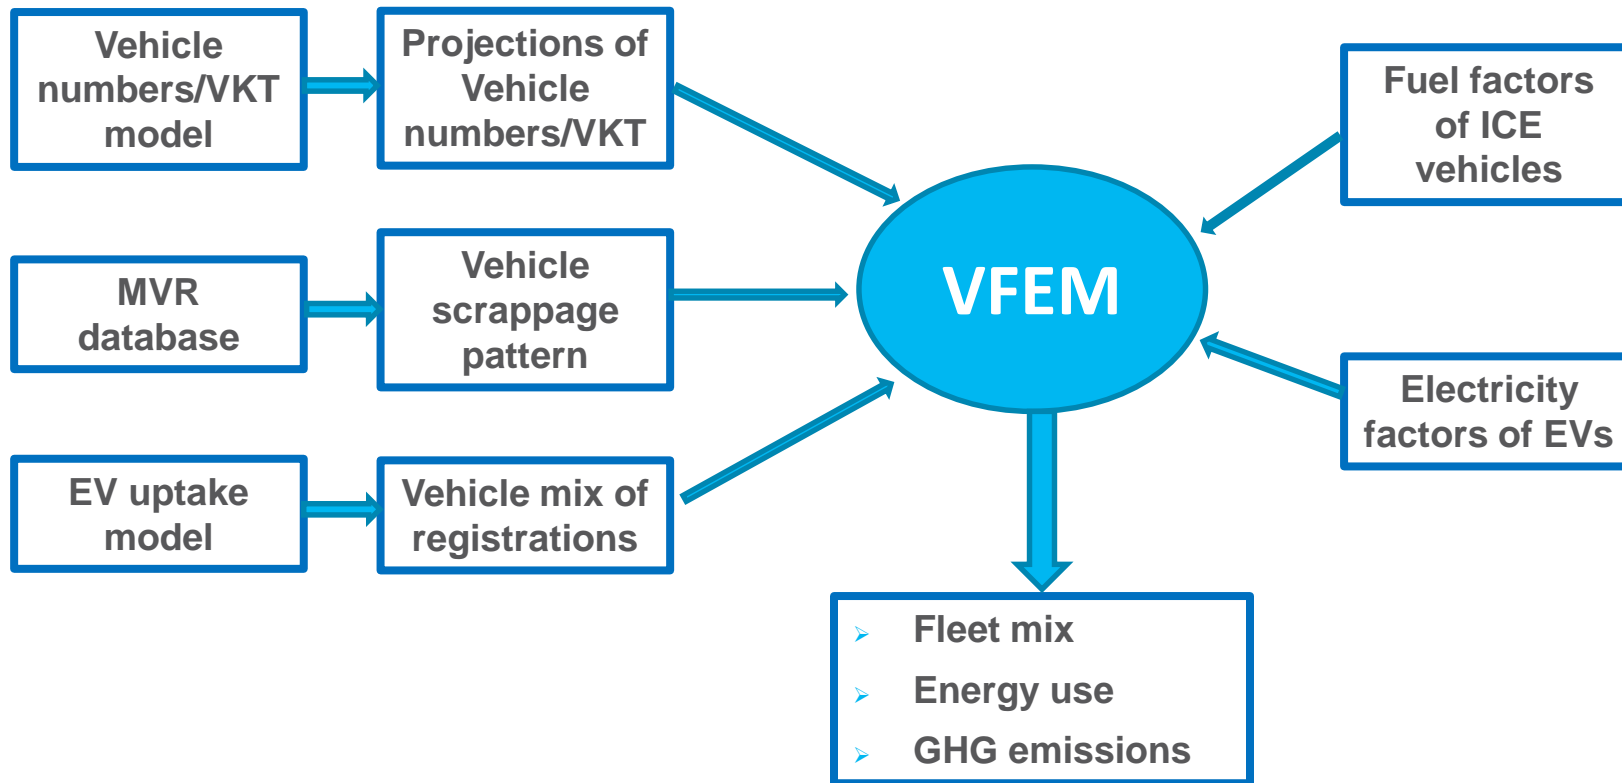 Vehicle
numbers/VKT
model
Projections of
Vehicle
numbers/VKT
Fuel factors
of ICE
vehicles
MVR
database
Vehicle
scrappage
pattern
VFEM
Electricity
factors of EVs
EV uptake
model
Vehicle mix of
registrations
Fleet mix
Energy use
GHG emissions